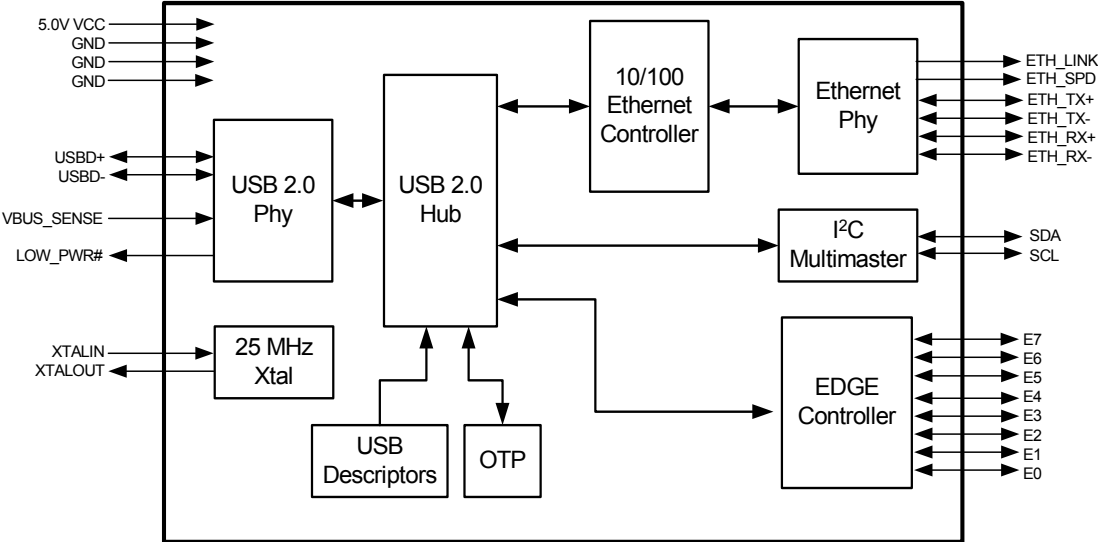 5.0V VCC
GND
GND
GND
USBD+
USBD-
VBUS_SENSE
LOW_PWR#
XTALIN
XTALOUT
USB 2.0
Phy
25 MHz
Xtal
USB 2.0
Hub
USB
Descriptors
OTP
10/100
Ethernet
Controller
Ethernet
Phy
I²C
Multimaster
EDGE
Controller
ETH_LINK
ETH_SPD
ETH_TX+
ETH_TX-
ETH_RX+
ETH_RX-
SDA
SCL
E7
E6
E5
E4
E3
E2
E1
E0